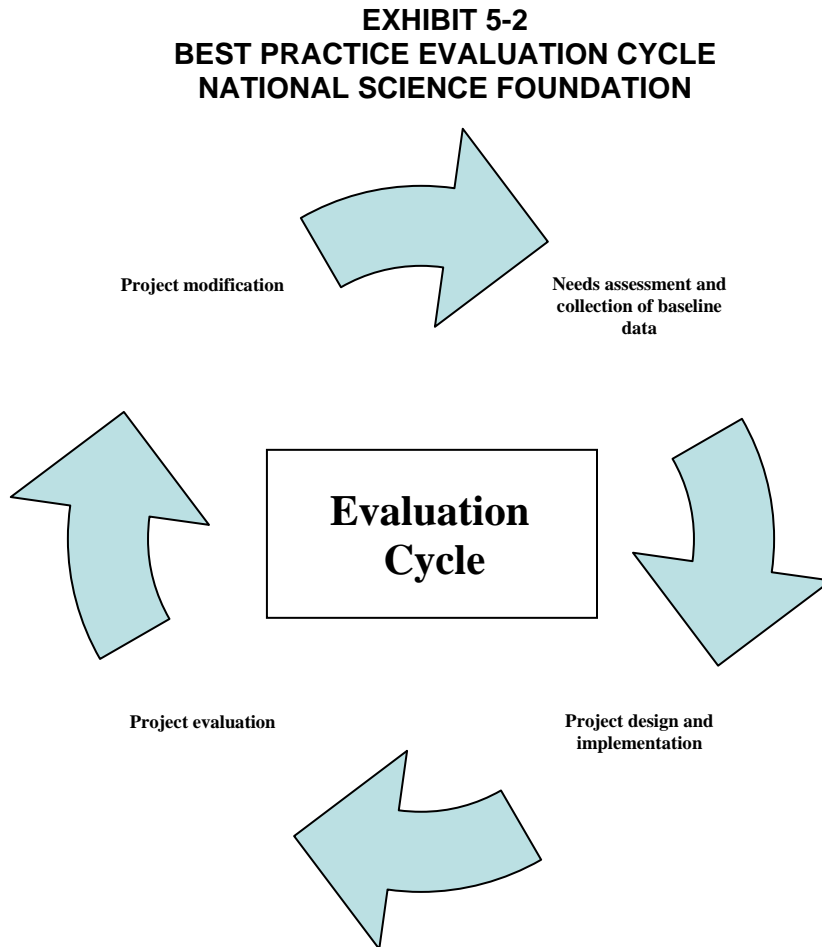 EXHIBIT 5-2
BEST PRACTICE EVALUATION CYCLE
NATIONAL SCIENCE FOUNDATION
Project modification
Needs assessment and
collection of baseline
data
Evaluation
Cycle
Project evaluation
Project design and
implementation